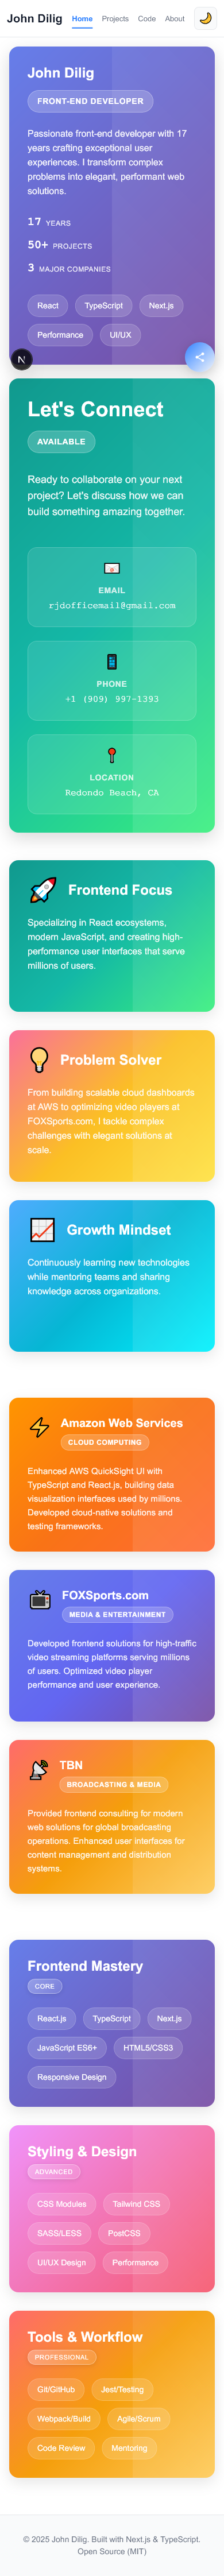 John Dilig
Home
Projects
Code
About
John Dilig
FRONT-END DEVELOPER
Passionate front-end developer with 17
years crafting exceptional user
experiences. I transform complex
problems into elegant, performant web
solutions.
17 YEARS
50+ PROJECTS
3 MAJOR COMPANIES
React
TypeScript
Next.js
Performance
UI/UX
N
Let's Connect
AVAILABLE
Ready to collaborate on your next
project? Let's discuss how we can
build something amazing together.
EMAIL
rjdofficemail@gmail.com
PHONE
+1 (909) 997-1393
LOCATION
Redondo Beach, CA
Frontend Focus
Specializing in React ecosystems,
modern JavaScript, and creating high-
performance user interfaces that serve
millions of users.
Problem Solver
From building scalable cloud dashboards
at AWS to optimizing video players at
FOXSports.com, I tackle complex
challenges with elegant solutions at
scale.
Growth Mindset
Continuously learning new technologies
while mentoring teams and sharing
knowledge across organizations.
Amazon Web Services
CLOUD COMPUTING
Enhanced AWS QuickSight UI with
TypeScript and React.js, building data
visualization interfaces used by millions.
Developed cloud-native solutions and
testing frameworks.
FOXSports.com
MEDIA & ENTERTAINMENT
Developed frontend solutions for high-traffic
video streaming platforms serving millions
of users. Optimized video player
performance and user experience.
TBN
BROADCASTING & MEDIA
Provided frontend consulting for modern
web solutions for global broadcasting
operations. Enhanced user interfaces for
content management and distribution
systems.
Frontend Mastery
CORE
React.js
TypeScript
Next.js
JavaScript ES6+
HTML5/CSS3
Responsive Design
Styling & Design
ADVANCED
CSS Modules
Tailwind CSS
SASS/LESS
PostCSS
UI/UX Design
Performance
Tools & Workflow
PROFESSIONAL
Git/GitHub
Jest/Testing
Webpack/Build
Agile/Scrum
Code Review
Mentoring
© 2025 John Dilig. Built with Next.js & TypeScript.
Open Source (MIT)